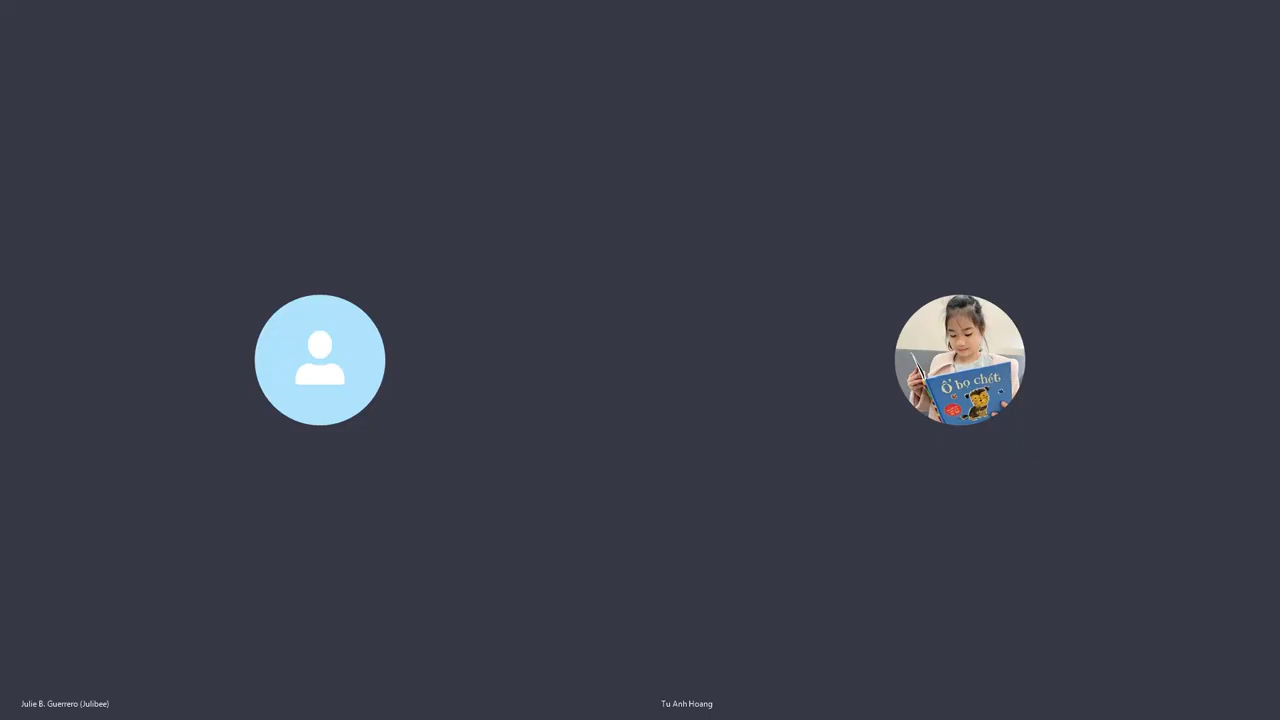 Ổ bọ chét
Julie B. Guerrero (Julibee)
Tu Anh Hoang